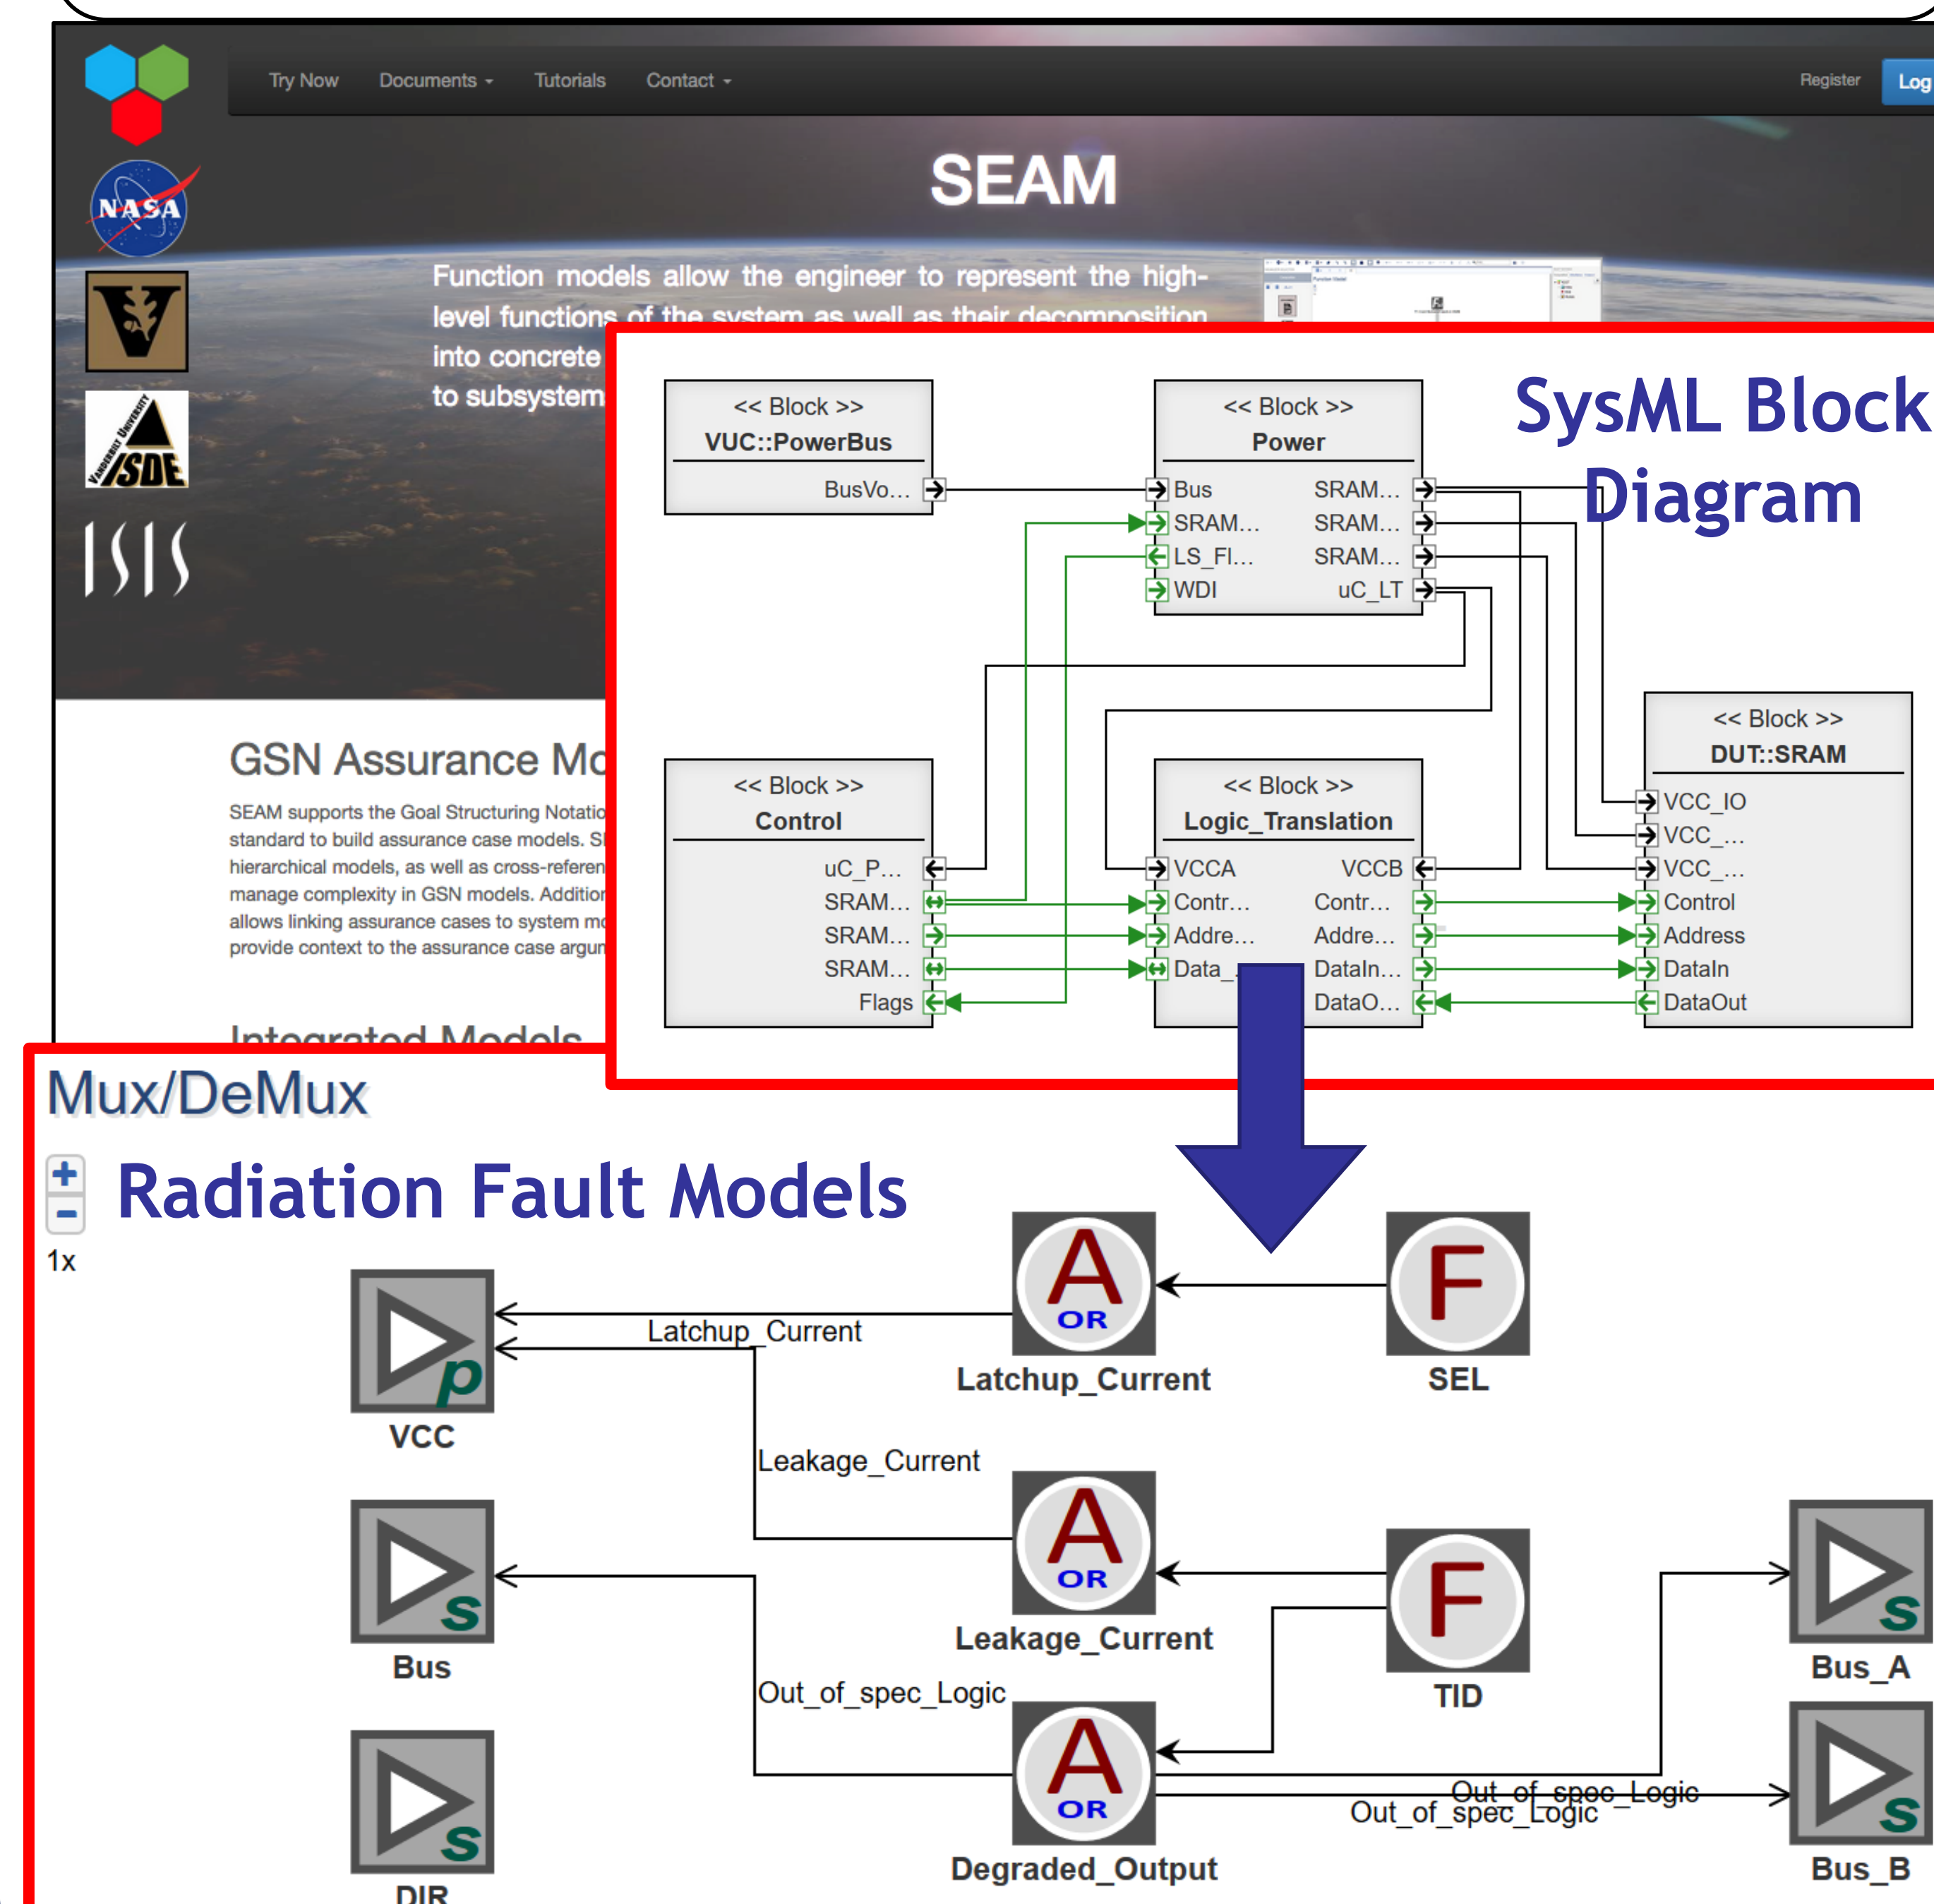 Try Now Documents Tutorials Contact Register Log
SEAM
NASA
Function models allow the engineer to represent the high-
level functions of the system as well as their decomposition
into concrete
to subsystem
VANDERBILT UNIVERSITY
ISDE
ISIS
GSN Assurance Mo
SEAM supports the Goal Structuring Notatio
standard to build assurance case models. S
hierarchical models, as well as cross-referen
manage complexity in GSN models. Addition
allows linking assurance cases to system mo
provide context to the assurance case argum
Integrated Models
SysML Block
Diagram
<< Block >>
VUC::PowerBus
BusVo...
<< Block >>
Power
Bus SRAM...
SRAM... SRAM...
LS_Fl... SRAM...
WDI uC_LT
<< Block >>
Control
uC_P...
SRAM...
SRAM...
SRAM...
Flags
<< Block >>
Logic_Translation
VCCA VCCB
Contr... Contr...
Addre... Addre...
Data_ DataIn...
DataO...
<< Block >>
DUT::SRAM
VCC_IO
VCC_...
VCC_...
Control
Address
DataIn
DataOut
Mux/DeMux
+
-
1x
Radiation Fault Models
p
VCC
Latchup_Current
A
OR
Latchup_Current
F
SEL
Leakage_Current
s
Bus
A
OR
Leakage_Current
F
TID
s
Bus_A
Out_of_spec_Logic
s
DIR
A
OR
Degraded_Output
Out_of_spec_Logic
Out_of_spec_Logic
s
Bus_B